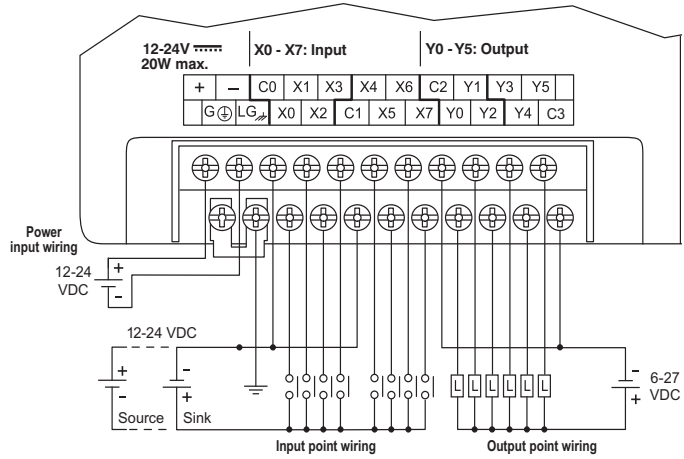 12-24V
20W max.
X0 - X7: Input
Y0 - Y5: Output
+ – C0 X1 X3 X4 X6 C2 Y1 Y3 Y5
G LG X0 X2 C1 X5 X7 Y0 Y2 Y4 C3
Power
input wiring
12-24
VDC
+
-
12-24 VDC
+
-
Source
-
+
Sink
L L L L L L
-
+
6-27
VDC
Input point wiring
Output point wiring